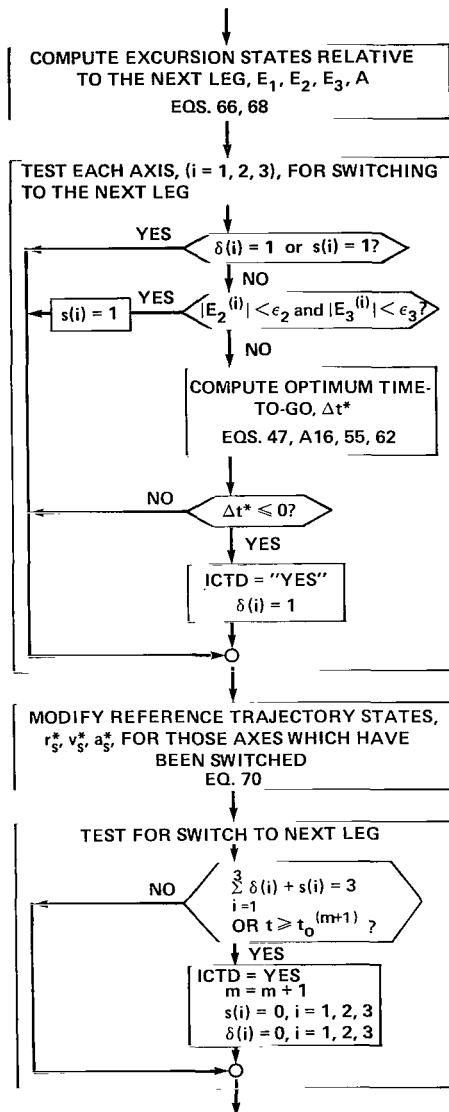 COMPUTE EXCURSION STATES RELATIVE
TO THE NEXT LEG, E₁, E₂, E₃, A
EQS. 66, 68
TEST EACH AXIS, (i = 1, 2, 3), FOR SWITCHING
TO THE NEXT LEG
YES
δ(i) = 1 or s(i) = 1?
NO
YES
s(i) = 1
|E₂⁽ⁱ⁾| < ϵ₂ and |E₃⁽ⁱ⁾| < ϵ₃?
NO
COMPUTE OPTIMUM TIME-
TO-GO, Δt*
EQS. 47, A16, 55, 62
NO
Δt* ≤ 0?
YES
ICTD = "YES"
δ(i) = 1
MODIFY REFERENCE TRAJECTORY STATES,
r*ₛ, v*ₛ, a*ₛ, FOR THOSE AXES WHICH HAVE
BEEN SWITCHED
EQ. 70
TEST FOR SWITCH TO NEXT LEG
NO
3
Σ δ(i) + s(i) = 3
i =1
OR t ≥ t₀⁽ᵐ⁺¹⁾ ?
YES
ICTD = YES
m = m + 1
s(i) = 0, i = 1, 2, 3
δ(i) = 0, i = 1, 2, 3